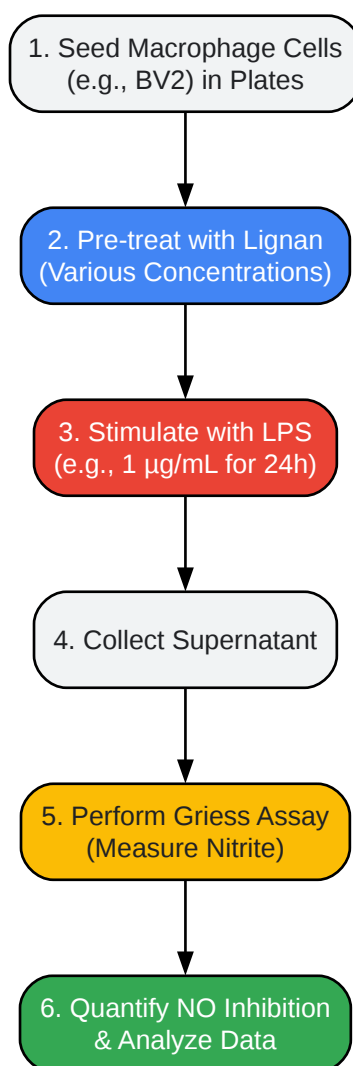 1. Seed Macrophage Cells
(e.g., BV2) in Plates
2. Pre-treat with Lignan
(Various Concentrations)
3. Stimulate with LPS
(e.g., 1 µg/mL for 24h)
4. Collect Supernatant
5. Perform Griess Assay
(Measure Nitrite)
6. Quantify NO Inhibition
& Analyze Data